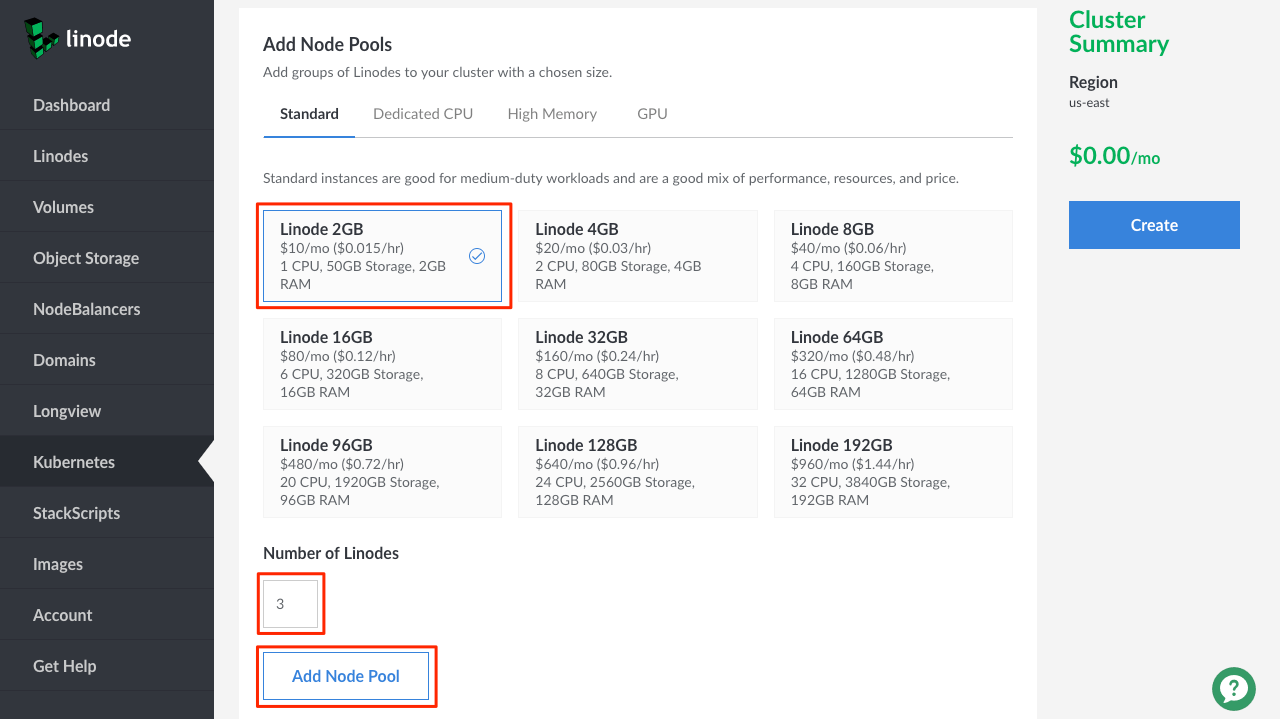 linode
Dashboard
Linodes
Volumes
Object Storage
NodeBalancers
Domains
Longview
Kubernetes
StackScripts
Images
Account
Get Help
Add Node Pools
Add groups of Linodes to your cluster with a chosen size.
Standard
Dedicated CPU
High Memory
GPU
Standard instances are good for medium-duty workloads and are a good mix of performance, resources, and price.
Linode 2GB
$10/mo ($0.015/hr)
1 CPU, 50GB Storage, 2GB
RAM
Linode 4GB
$20/mo ($0.03/hr)
2 CPU, 80GB Storage, 4GB
RAM
Linode 8GB
$40/mo ($0.06/hr)
4 CPU, 160GB Storage,
8GB RAM
Linode 16GB
$80/mo ($0.12/hr)
6 CPU, 320GB Storage,
16GB RAM
Linode 32GB
$160/mo ($0.24/hr)
8 CPU, 640GB Storage,
32GB RAM
Linode 64GB
$320/mo ($0.48/hr)
16 CPU, 1280GB Storage,
64GB RAM
Linode 96GB
$480/mo ($0.72/hr)
20 CPU, 1920GB Storage,
96GB RAM
Linode 128GB
$640/mo ($0.96/hr)
24 CPU, 2560GB Storage,
128GB RAM
Linode 192GB
$960/mo ($1.44/hr)
32 CPU, 3840GB Storage,
192GB RAM
Number of Linodes
3
Add Node Pool
Cluster
Summary
Region
us-east
$0.00/mo
Create
?